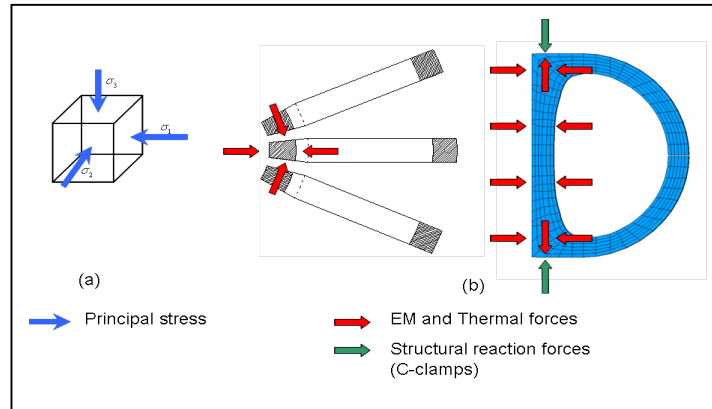 σ₃
σ₁
σ₂
(a)
(b)
Principal stress
EM and Thermal forces
Structural reaction forces
(C-clamps)